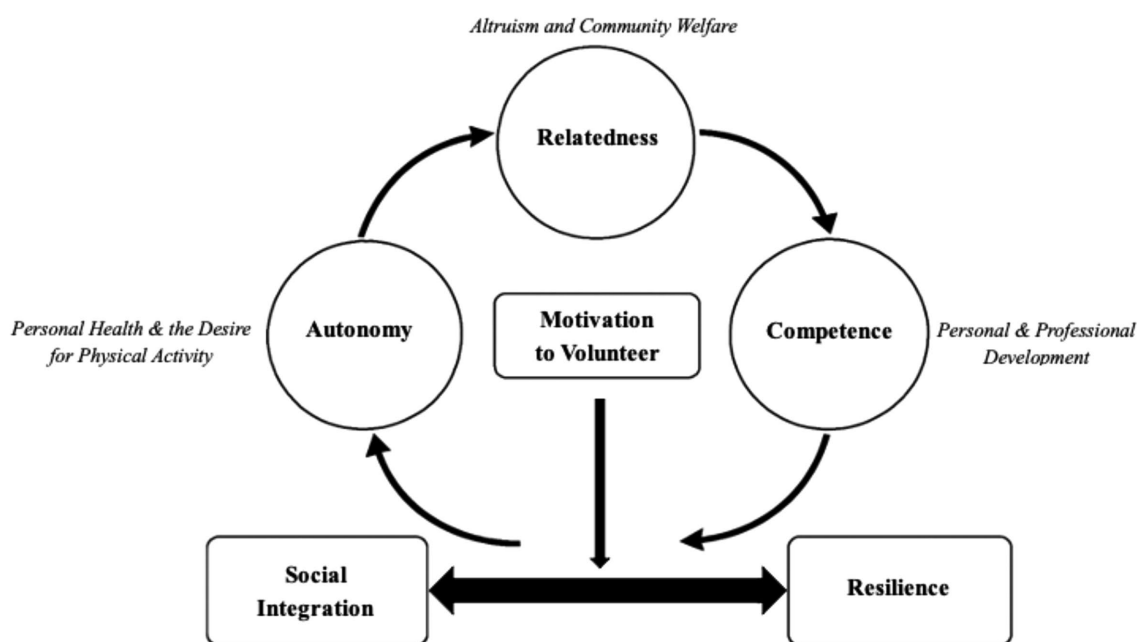 Altruism and Community Welfare
Relatedness
Personal Health & the Desire
for Physical Activity
Autonomy
Motivation
to Volunteer
Competence
Personal & Professional
Development
Social
Integration
Resilience